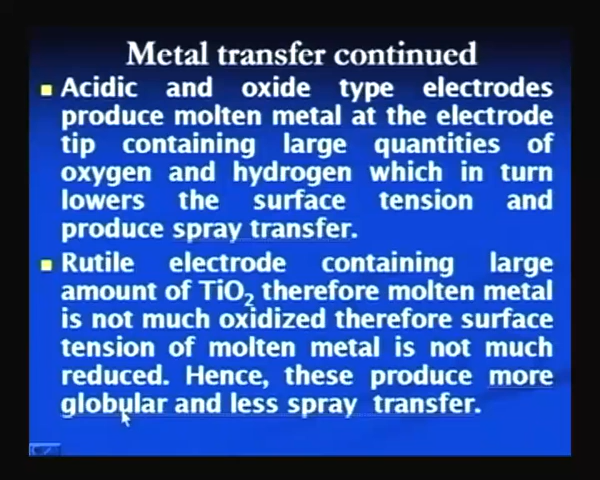 Metal transfer continued
Acidic and oxide type electrodes
produce molten metal at the electrode
tip containing large quantities of
oxygen and hydrogen which in turn
lowers the surface tension and
produce spray transfer.
Rutile electrode containing large
amount of TiO2 therefore molten metal
is not much oxidized therefore surface
tension of molten metal is not much
reduced. Hence, these produce more
globular and less spray transfer.